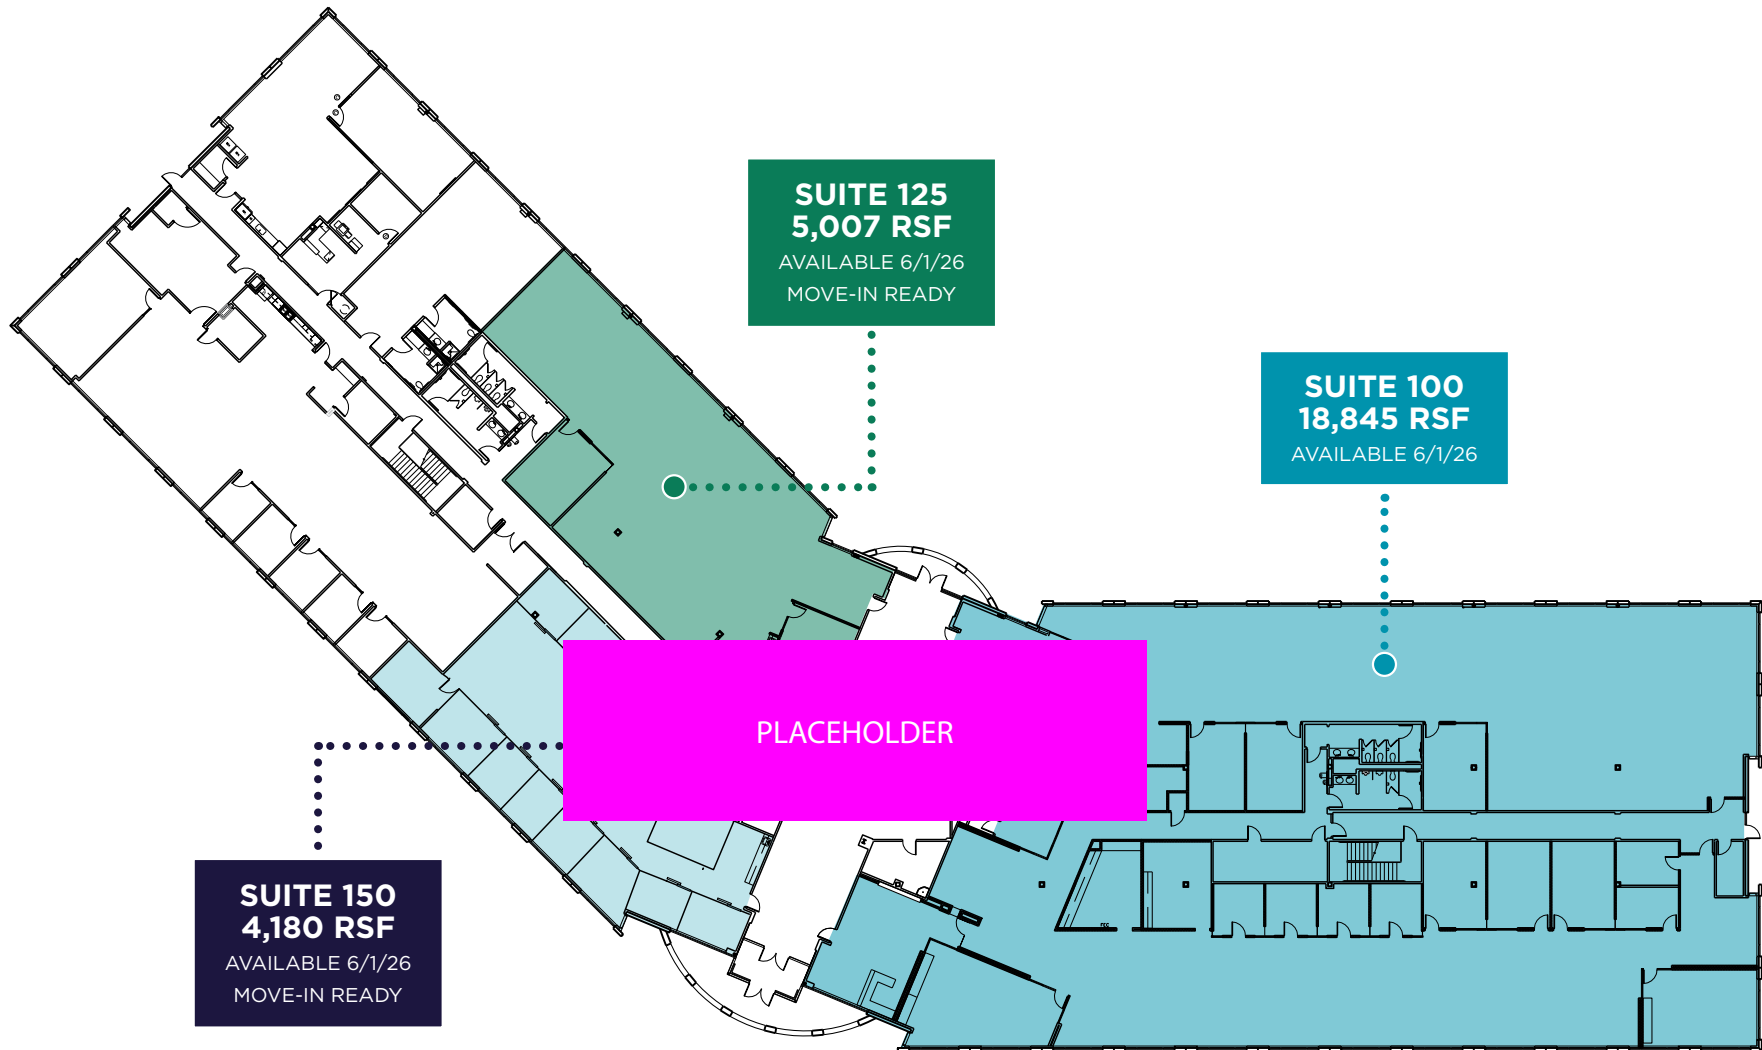 SUITE 125
5,007 RSF
AVAILABLE 6/1/26
MOVE-IN READY
SUITE 100
18,845 RSF
AVAILABLE 6/1/26
PLACEHOLDER
SUITE 150
4,180 RSF
AVAILABLE 6/1/26
MOVE-IN READY